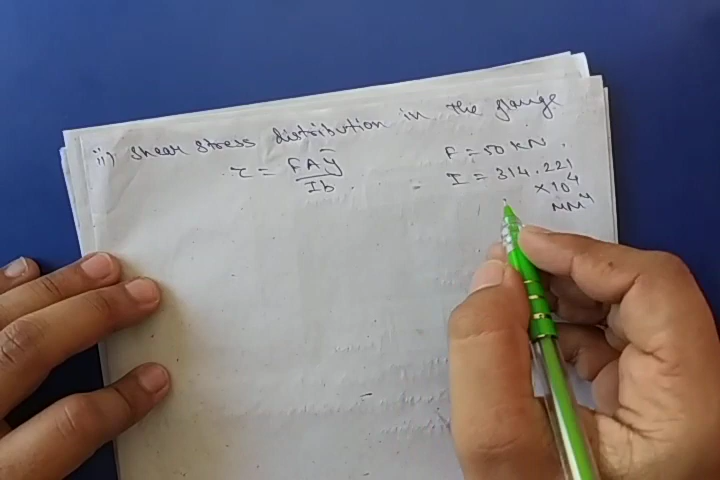 ii) Shear stress distribution in the flange
τ = FAȳ / Ib
F = 50 KN.
I = 314.221
× 10⁴
MM⁴